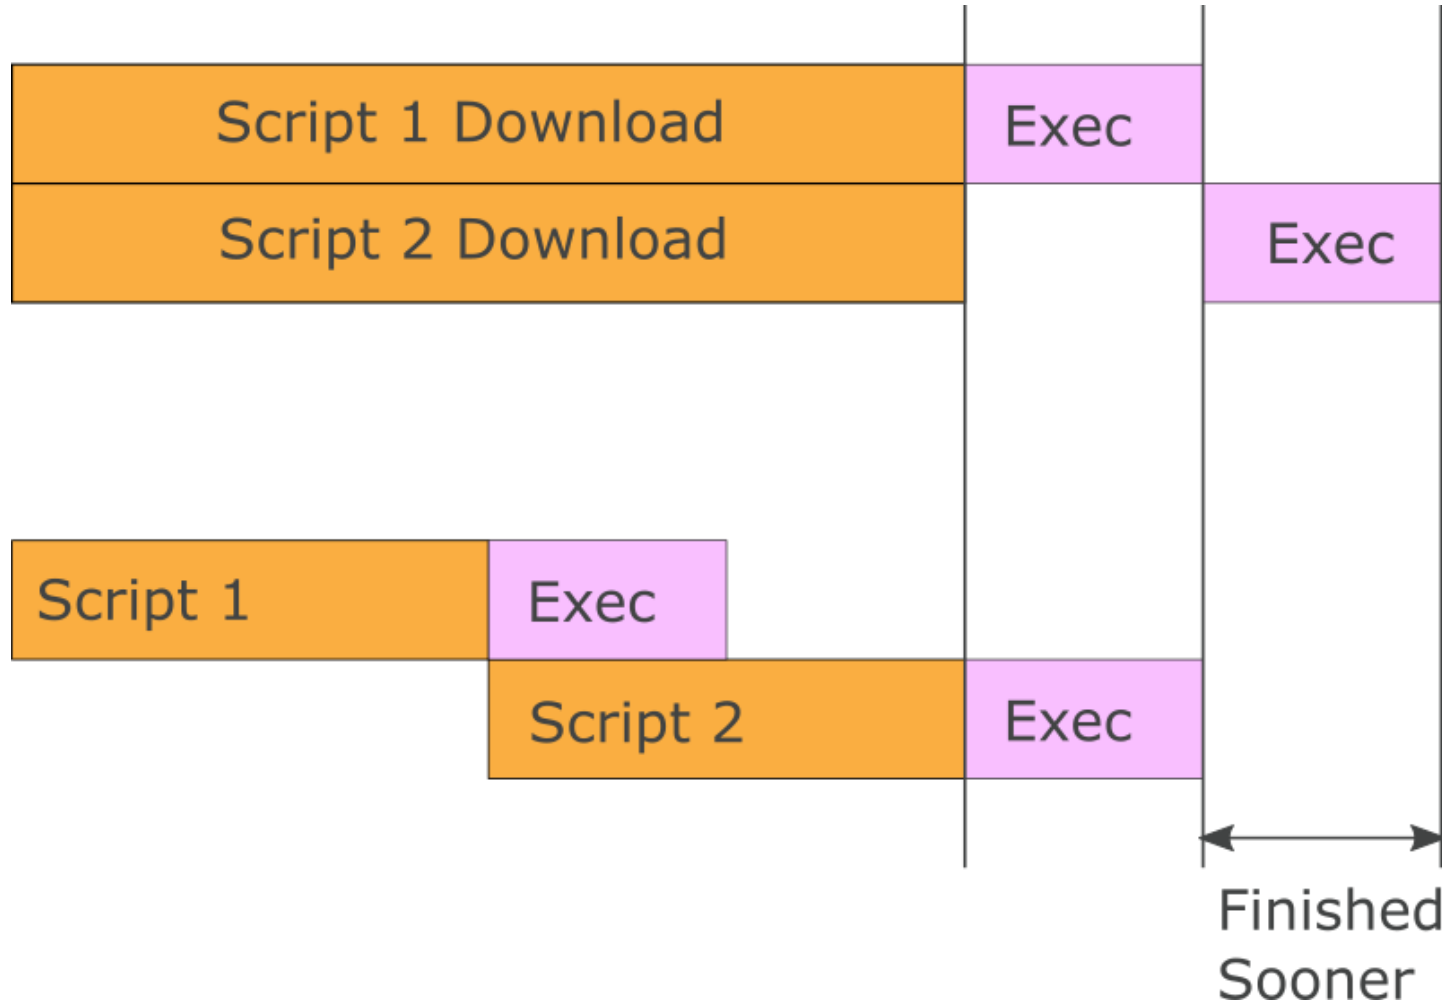 Script 1 Download
Exec
Script 2 Download
Exec
Script 1
Exec
Script 2
Exec
Finished
Sooner